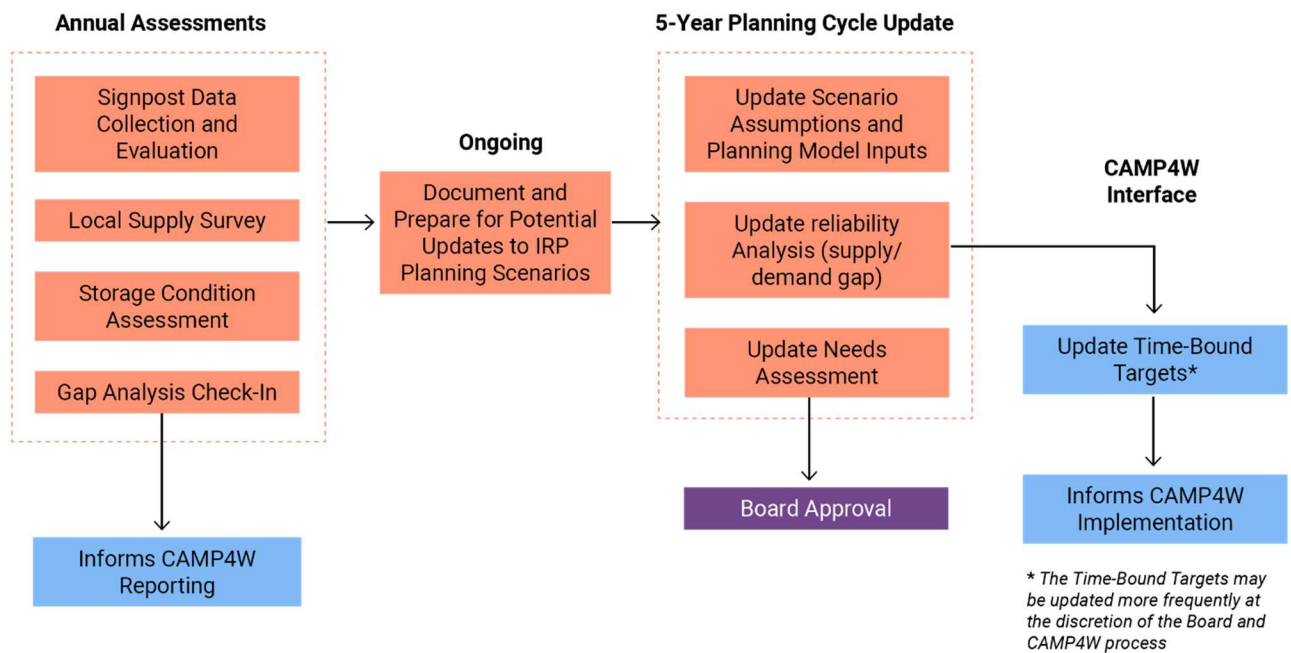 Annual Assessments
Signpost Data
Collection and
Evaluation
Local Supply Survey
Storage Condition
Assessment
Gap Analysis Check-In
Informs CAMP4W
Reporting
Ongoing
Document and
Prepare for Potential
Updates to IRP
Planning Scenarios
5-Year Planning Cycle Update
Update Scenario
Assumptions and
Planning Model Inputs
Update reliability
Analysis (supply/
demand gap)
Update Needs
Assessment
Board Approval
CAMP4W
Interface
Update Time-Bound
Targets*
Informs CAMP4W
Implementation
* The Time-Bound Targets may
be updated more frequently at
the discretion of the Board and
CAMP4W process